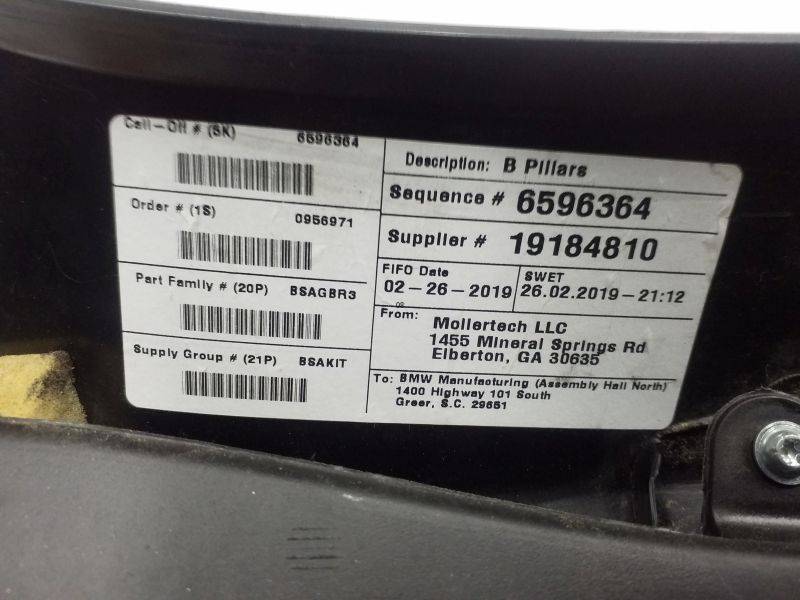 Call-Off # (SK) 6596364
Order # (1S) 0956971
Part Family # (20P) BSAGBR3
Supply Group # (21P) BSAKIT
Description: B Pillars
Sequence # 6596364
Supplier # 19184810
FIFO Date
02-26-2019
SWET
26.02.2019-21:12
From: Mollertech LLC
1455 Mineral Springs Rd
Elberton, GA 30635
To: BMW Manufacturing (Assembly Hall North)
1400 Highway 101 South
Greer, S.C. 29651